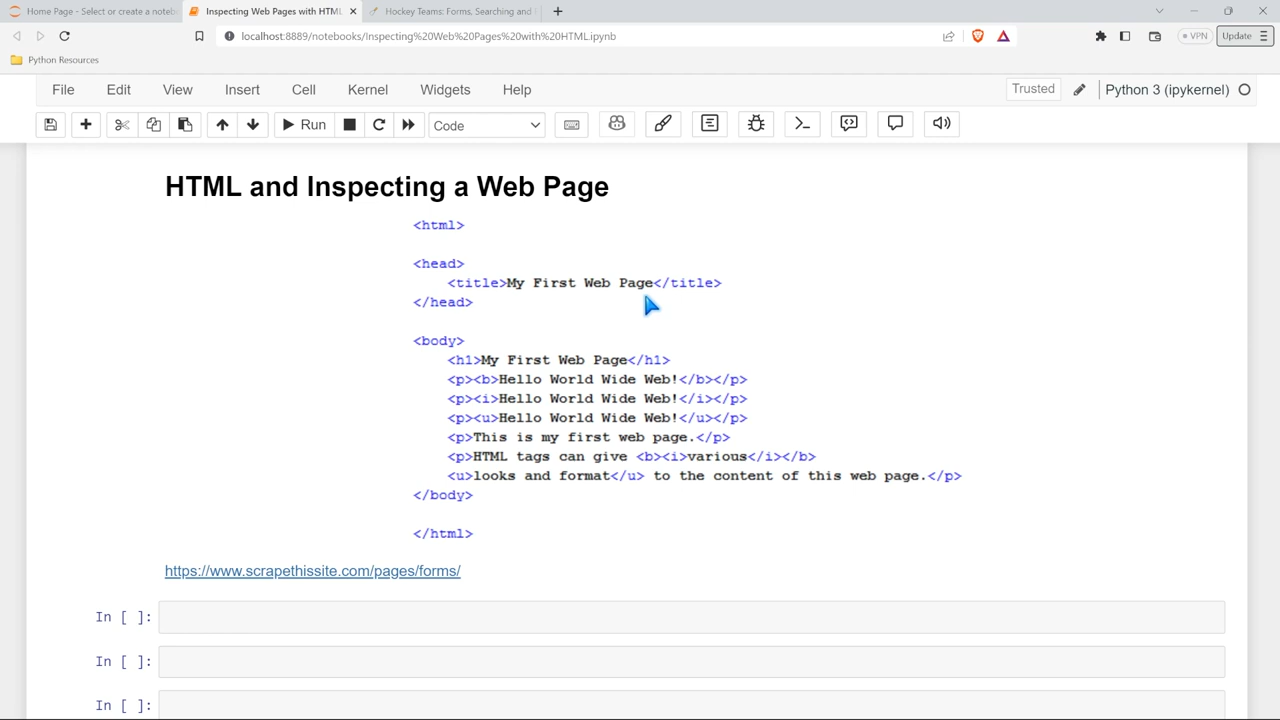 Home Page - Select or create a noteb
Inspecting Web Pages with HTML
Hockey Teams: Forms, Searching and
localhost:8889/notebooks/Inspecting%20Web%20Pages%20with%20HTML.ipynb
VPN
Update
Python Resources
File Edit View Insert Cell Kernel Widgets Help
Trusted
Python 3 (ipykernel)
Run
Code
HTML and Inspecting a Web Page
<html>
<head>
<title>My First Web Page</title>
</head>
<body>
<h1>My First Web Page</h1>
<p><b>Hello World Wide Web!</b></p>
<p><i>Hello World Wide Web!</i></p>
<p><u>Hello World Wide Web!</u></p>
<p>This is my first web page.</p>
<p>HTML tags can give <b><i>various</i></b>
<u>looks and format</u> to the content of this web page.</p>
</body>
</html>
https://www.scrapethissite.com/pages/forms/
In [ ]:
In [ ]:
In [ ]: